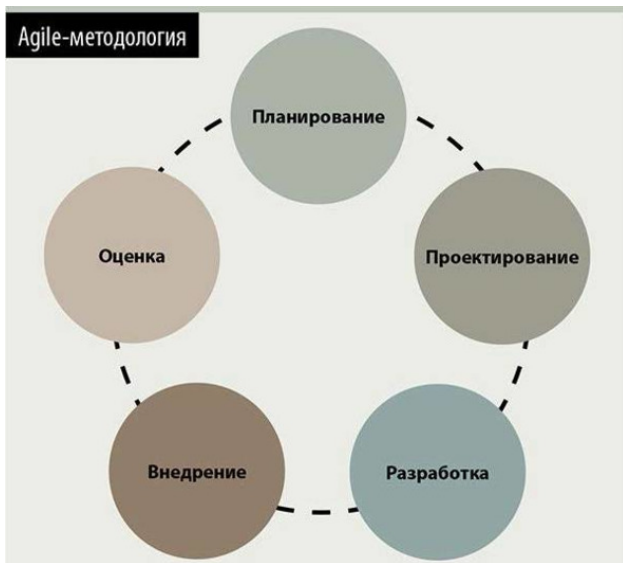 Agile-методология
Планирование
Проектирование
Разработка
Внедрение
Оценка